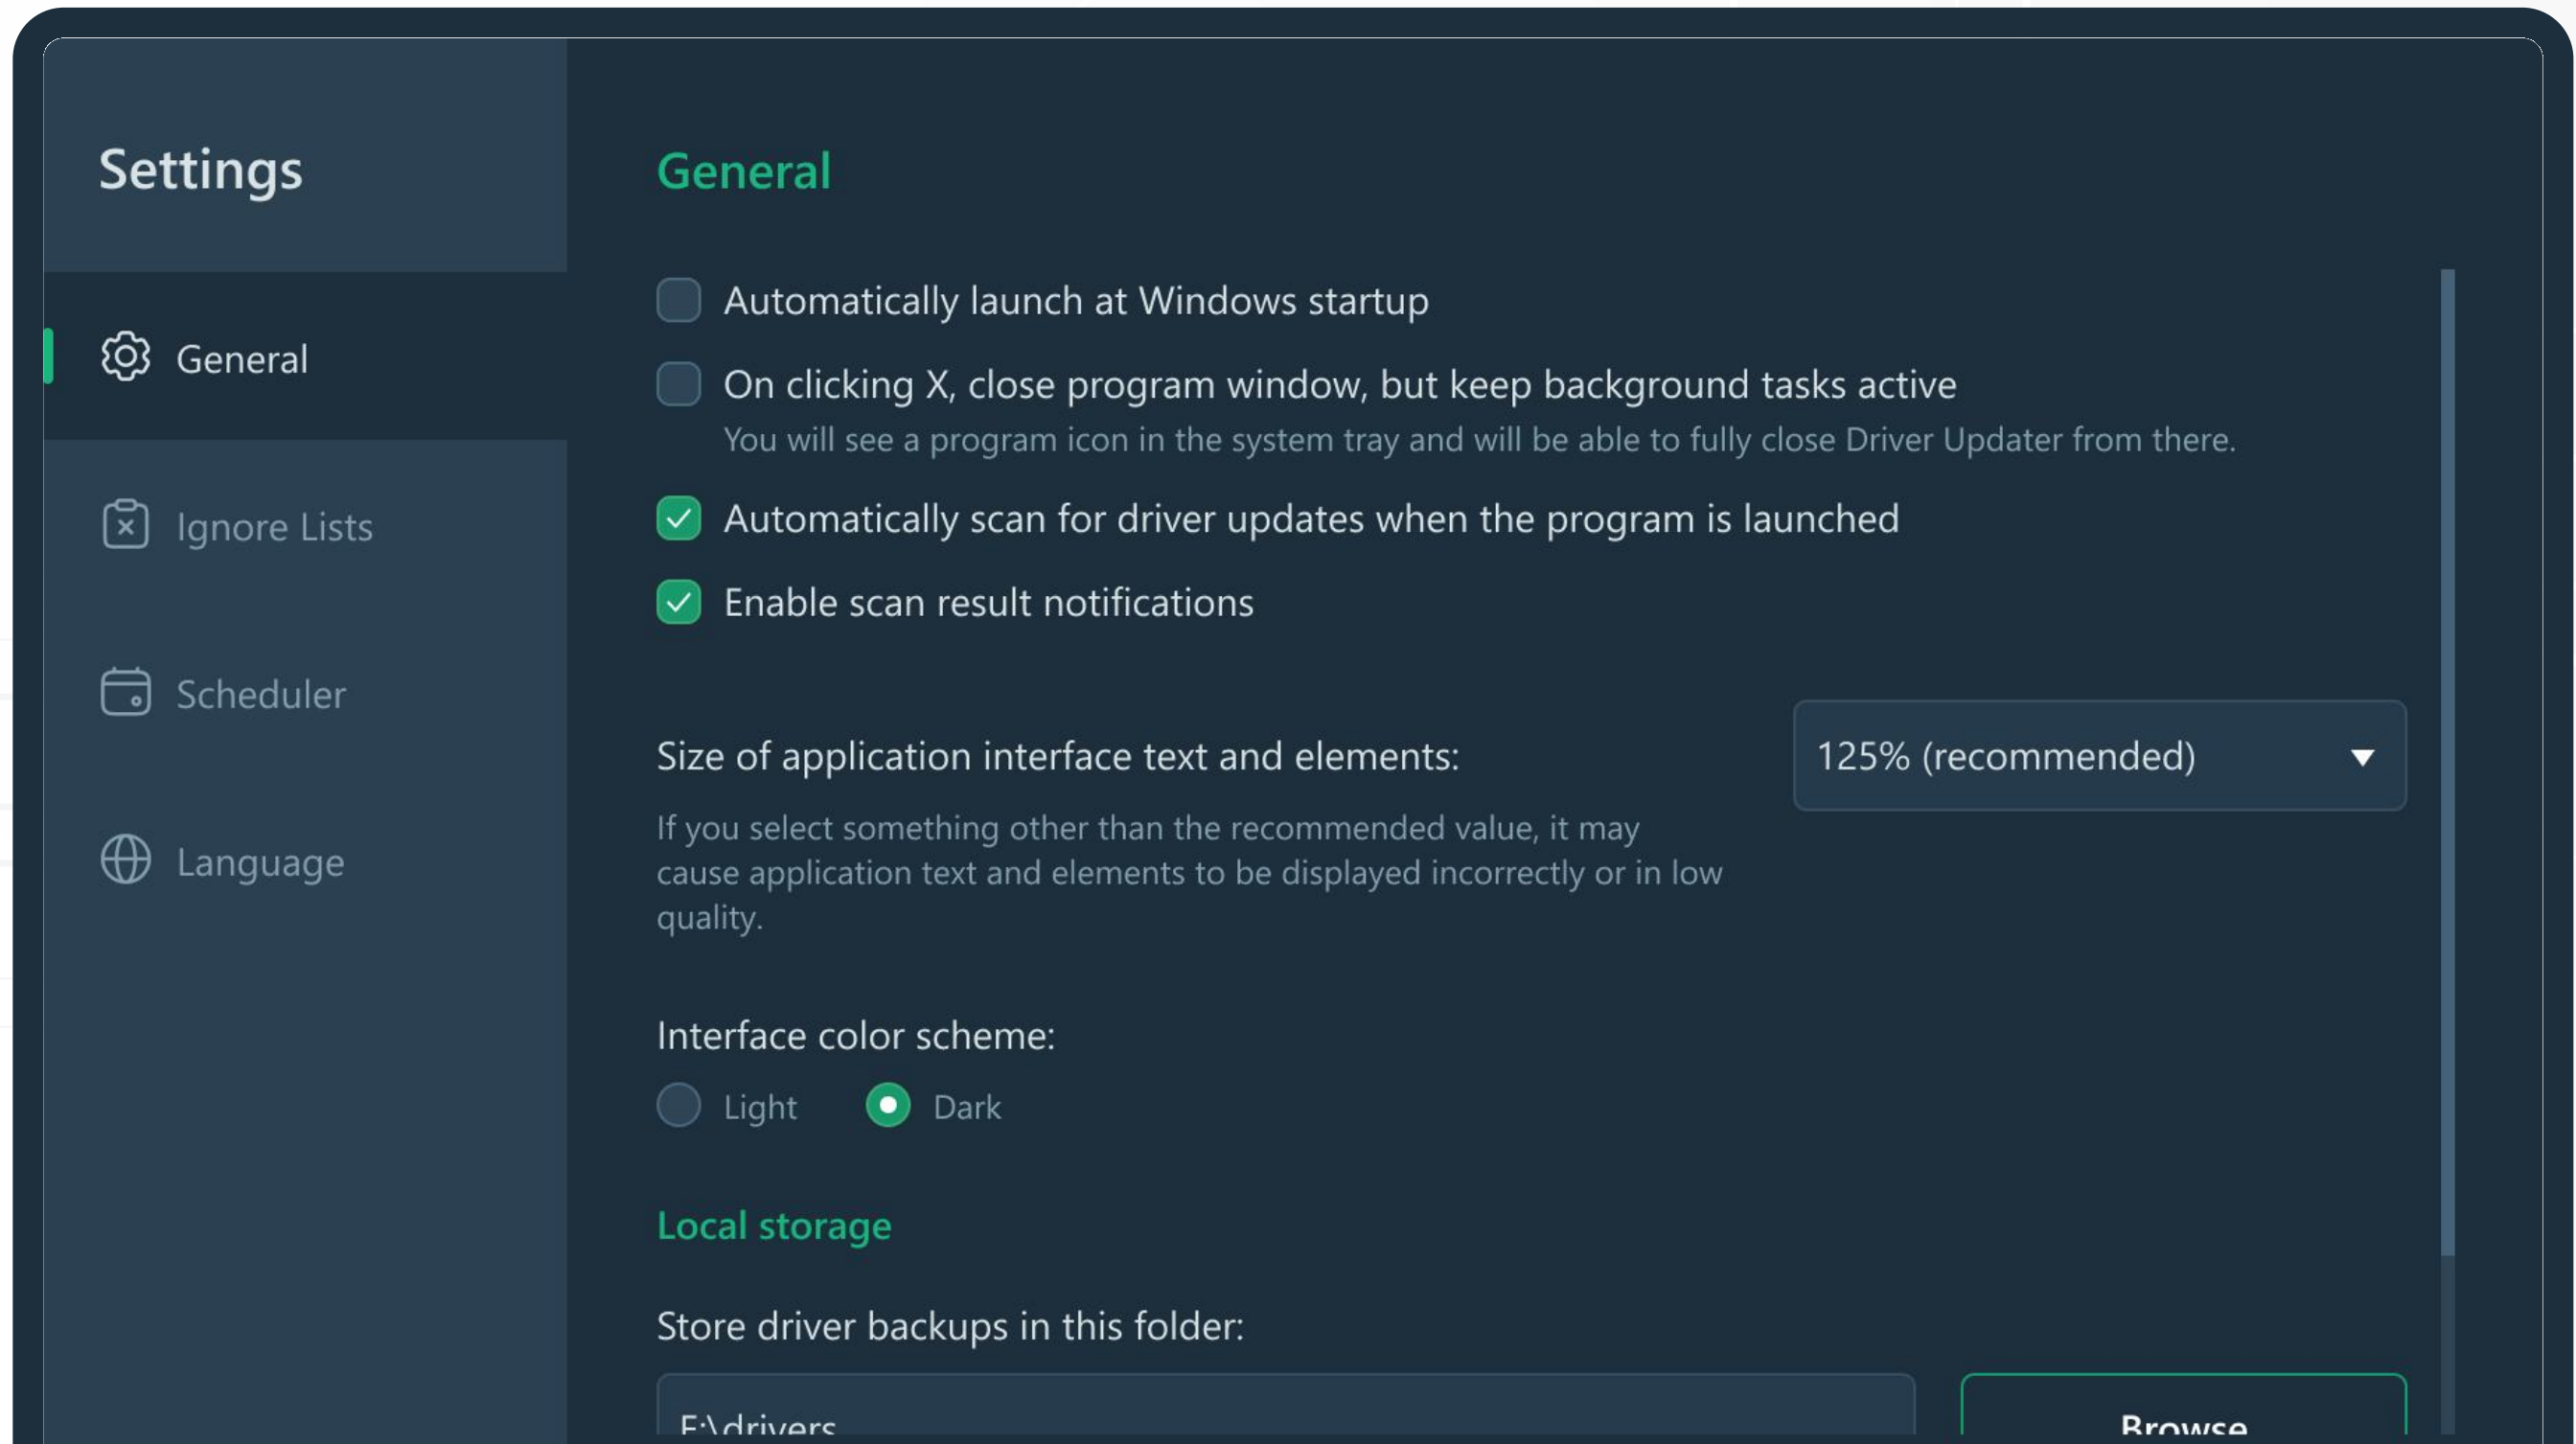 Settings
General
Ignore Lists
Scheduler
Language
General
Automatically launch at Windows startup
On clicking X, close program window, but keep background tasks active
You will see a program icon in the system tray and will be able to fully close Driver Updater from there.
Automatically scan for driver updates when the program is launched
Enable scan result notifications
Size of application interface text and elements:
125% (recommended)
If you select something other than the recommended value, it may
cause application text and elements to be displayed incorrectly or in low
quality.
Interface color scheme:
Light
Dark
Local storage
Store driver backups in this folder:
Browse